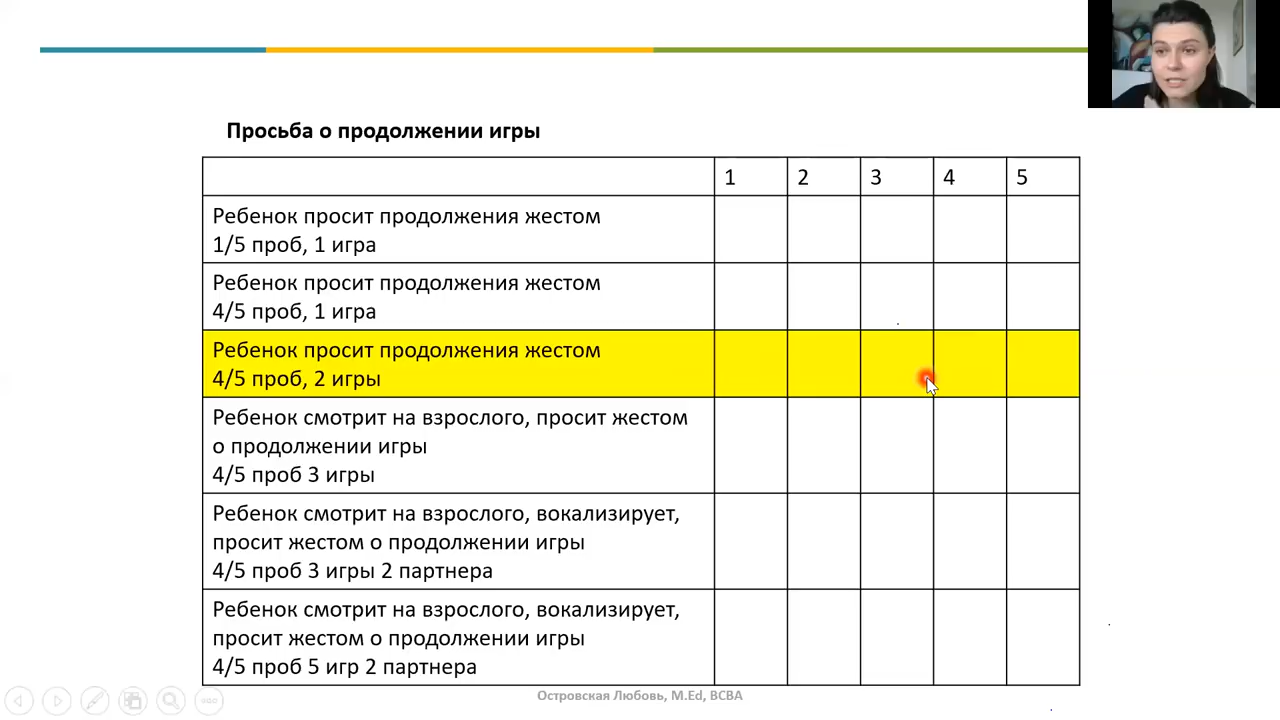 Просьба о продолжении игры
1 2 3 4 5
Ребенок просит продолжения жестом
1/5 проб, 1 игра
Ребенок просит продолжения жестом
4/5 проб, 1 игра
Ребенок просит продолжения жестом
4/5 проб, 2 игры
Ребенок смотрит на взрослого, просит жестом
о продолжении игры
4/5 проб 3 игры
Ребенок смотрит на взрослого, вокализирует,
просит жестом о продолжении игры
4/5 проб 3 игры 2 партнера
Ребенок смотрит на взрослого, вокализирует,
просит жестом о продолжении игры
4/5 проб 5 игр 2 партнера
Островская Любовь, M.Ed, BCBA